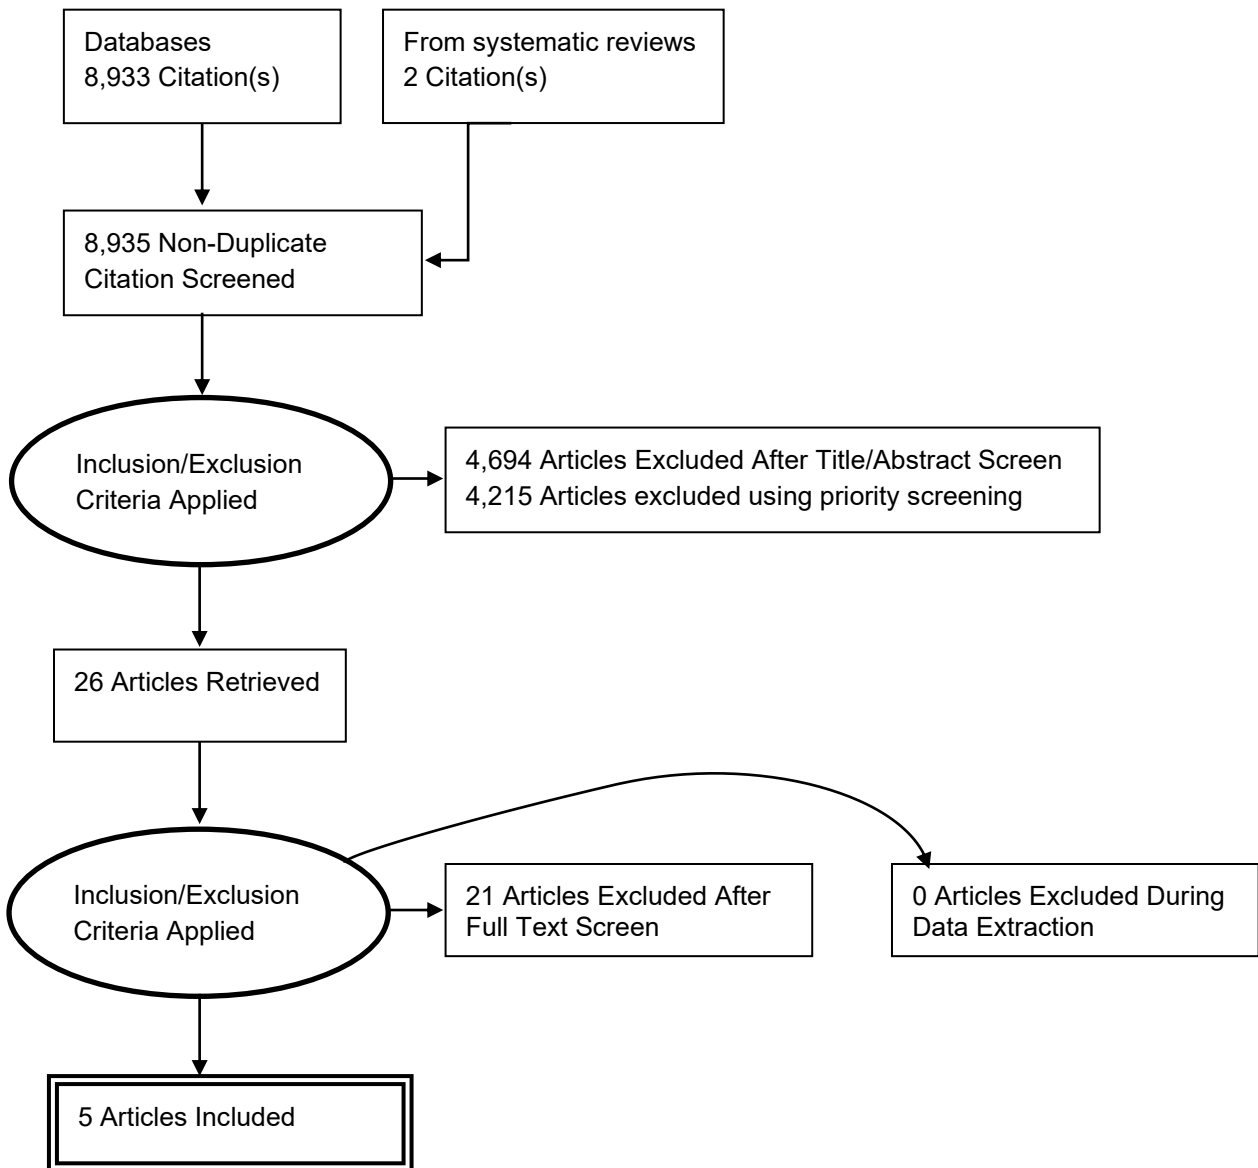 Databases
8,933 Citation(s)
From systematic reviews
2 Citation(s)
8,935 Non-Duplicate
Citation Screened
Inclusion/Exclusion
Criteria Applied
4,694 Articles Excluded After Title/Abstract Screen
4,215 Articles excluded using priority screening
26 Articles Retrieved
Inclusion/Exclusion
Criteria Applied
21 Articles Excluded After
Full Text Screen
0 Articles Excluded During
Data Extraction
5 Articles Included